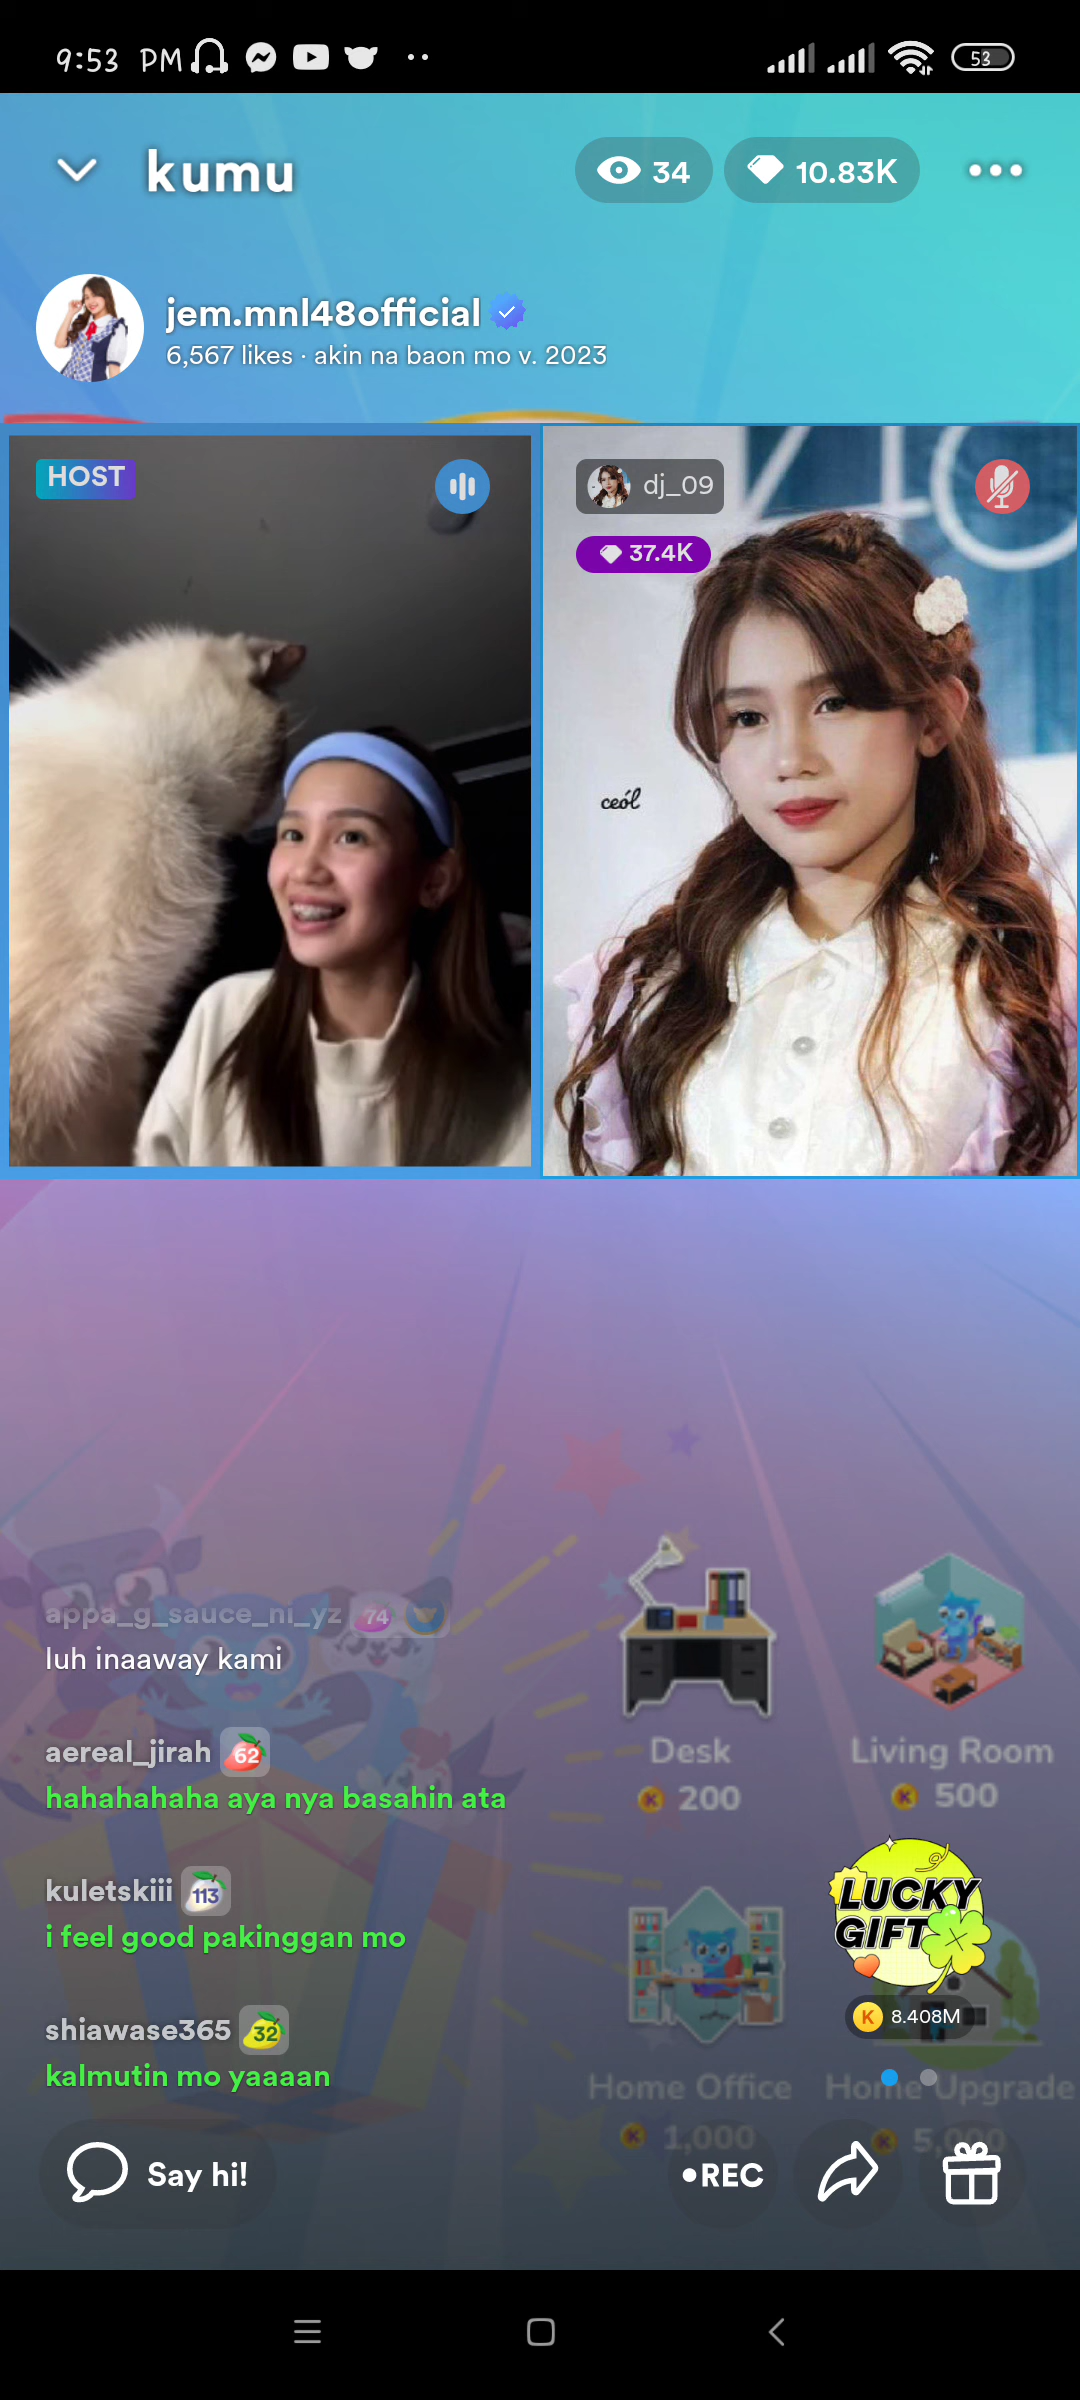 9:53 PM
53
kumu
34
10.83K
jem.mnl48official
6,567 likes · akin na baon mo v. 2023
HOST
dj_09
37.4K
ceól
appa_g_sauce_ni_yz 74
luh inaaway kami
aereal_jirah 62
hahahahaha aya nya basahin ata
kuletskiii 113
i feel good pakinggan mo
shiawase365 32
kalmutin mo yaaaan
Desk
200
Living Room
500
LUCKY
GIFT
K 8.408M
Home Office
1,000
Home Upgrade
5,000
Say hi!
•REC